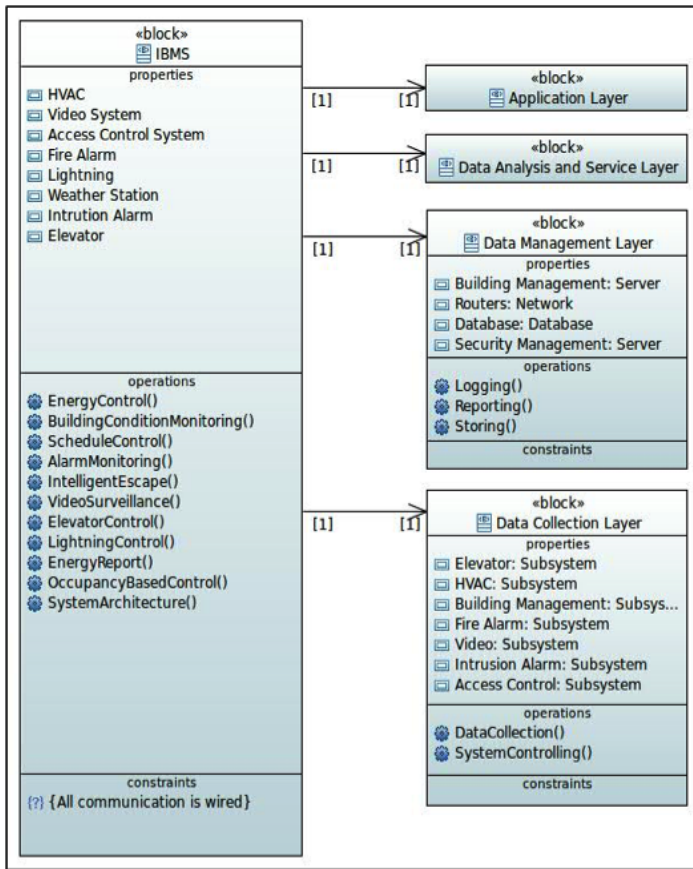 «block»
IBMS
properties
HVAC
Video System
Access Control System
Fire Alarm
Lightning
Weather Station
Intrution Alarm
Elevator
operations
EnergyControl()
BuildingConditionMonitoring()
ScheduleControl()
AlarmMonitoring()
IntelligentEscape()
VideoSurveillance()
ElevatorControl()
LightningControl()
EnergyReport()
OccupancyBasedControl()
SystemArchitecture()
constraints
{?} {All communication is wired}
[1] [1]
«block»
Application Layer
[1] [1]
«block»
Data Analysis and Service Layer
[1] [1]
«block»
Data Management Layer
properties
Building Management: Server
Routers: Network
Database: Database
Security Management: Server
operations
Logging()
Reporting()
Storing()
constraints
[1] [1]
«block»
Data Collection Layer
properties
Elevator: Subsystem
HVAC: Subsystem
Building Management: Subsys...
Fire Alarm: Subsystem
Video: Subsystem
Intrusion Alarm: Subsystem
Access Control: Subsystem
operations
DataCollection()
SystemControlling()
constraints